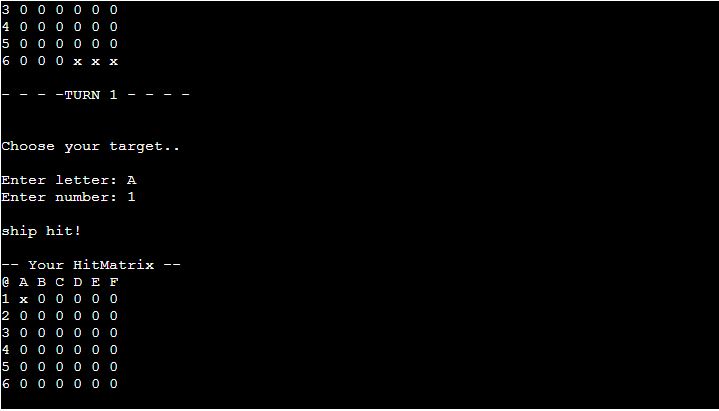 3 0 0 0 0 0 0
4 0 0 0 0 0 0
5 0 0 0 0 0 0
6 0 0 0 x x x
- - - -TURN 1 - - - -
Choose your target..
Enter letter: A
Enter number: 1
ship hit!
-- Your HitMatrix --
@ A B C D E F
1 x 0 0 0 0 0
2 0 0 0 0 0 0
3 0 0 0 0 0 0
4 0 0 0 0 0 0
5 0 0 0 0 0 0
6 0 0 0 0 0 0